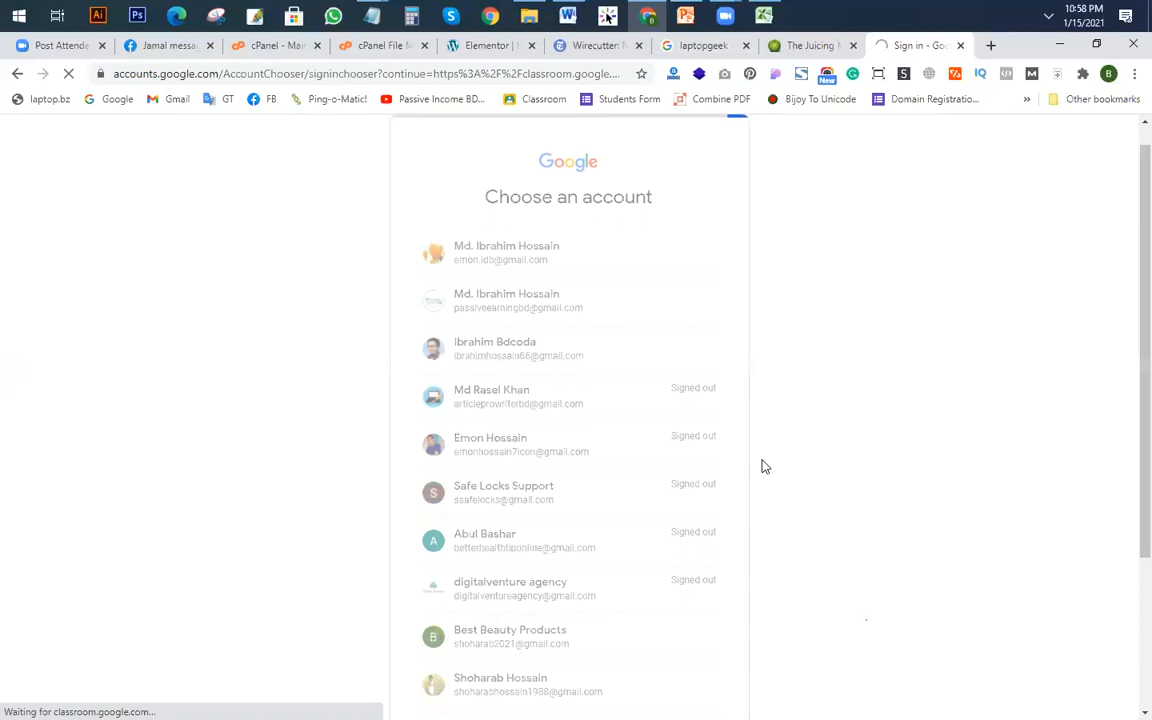 10:58 PM
1/15/2021
Post Attende
Jamal messa
cPanel - Mai
cPanel File M
Elementor |
Wirecutter: N
laptopgeek -
The Juicing M
Sign in - Goo
accounts.google.com/AccountChooser/signinchooser?continue=https%3A%2F%2Fclassroom.google....
New
laptop.bz
Google
Gmail
GT
FB
Ping-o-Matic!
Passive Income BD...
Classroom
Students Form
Combine PDF
Bijoy To Unicode
Domain Registratio...
Other bookmarks
Google
Choose an account
Md. Ibrahim Hossain
emon.idb@gmail.com
Md. Ibrahim Hossain
passiveearningbd@gmail.com
Ibrahim Bdcoda
ibrahimhossain86@gmail.com
Md Rasel Khan
Signed out
articleprowriterbd@gmail.com
Emon Hossain
Signed out
emonhossain7icon@gmail.com
Safe Locks Support
Signed out
ssafelocks@gmail.com
Abul Bashar
Signed out
betterhealthtiponline@gmail.com
digitalventure agency
Signed out
digitalventureagency@gmail.com
Best Beauty Products
shoharab2021@gmail.com
Shoharab Hossain
shoharabhossain1988@gmail.com
Waiting for classroom.google.com...